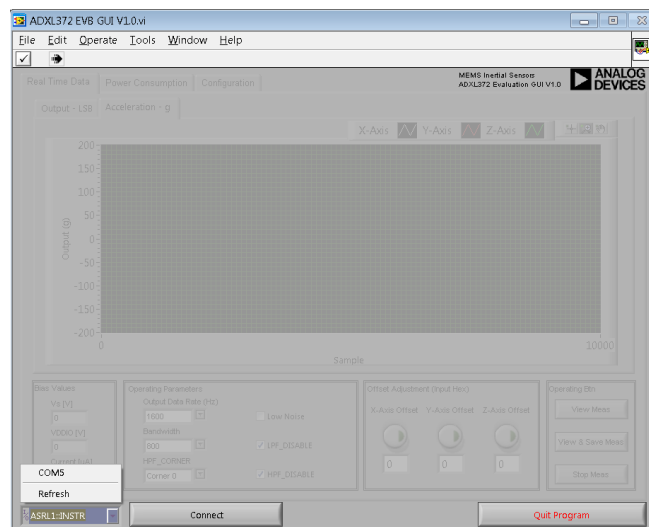 ADXL372 EVB GUI V1.0.vi
File Edit Operate Tools Window Help
Real Time Data Power Consumption Configuration
MEMS Inertial Sensors
ADXL372 Evaluation GUI V1.0
ANALOG
DEVICES
Output - LSB Acceleration - g
X-Axis Y-Axis Z-Axis
200
150
100
50
0
-50
-100
-150
-200
Output (g)
0 10000
Sample
Bias Values
Vs [V]
0
VDDIO [V]
0
Current [uA]
Operating Parameters
Output Data Rate (Hz)
1600
Low Noise
Bandwidth
800
LPF_DISABLE
HPF_CORNER
Corner 0
HPF_DISABLE
Offset Adjustment (Input Hex)
X-Axis Offset Y-Axis Offset Z-Axis Offset
0 0 0
Operating Bts
View Meas
View & Save Meas
Stop Meas
COM5
Refresh
ASRL1::INSTR
Connect
Quit Program